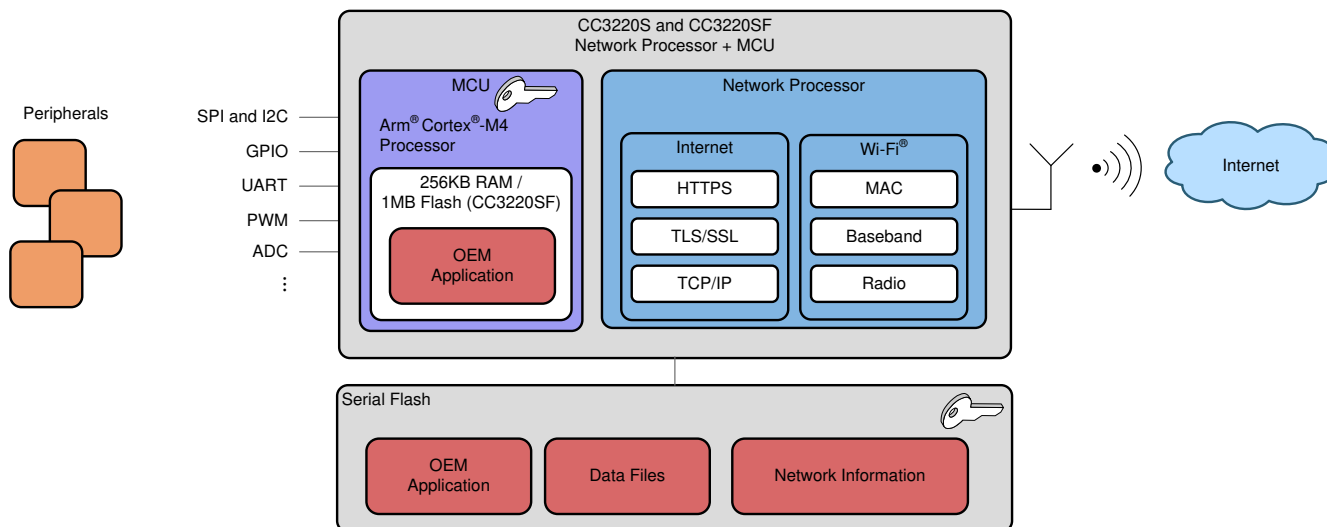 CC3220S and CC3220SF
Network Processor + MCU
MCU
Network Processor
Peripherals
SPI and I2C
GPIO
UART
PWM
ADC
⋮
Arm® Cortex®-M4
Processor
256KB RAM /
1MB Flash (CC3220SF)
OEM
Application
Internet
HTTPS
TLS/SSL
TCP/IP
Wi-Fi®
MAC
Baseband
Radio
Internet
Serial Flash
OEM
Application
Data Files
Network Information